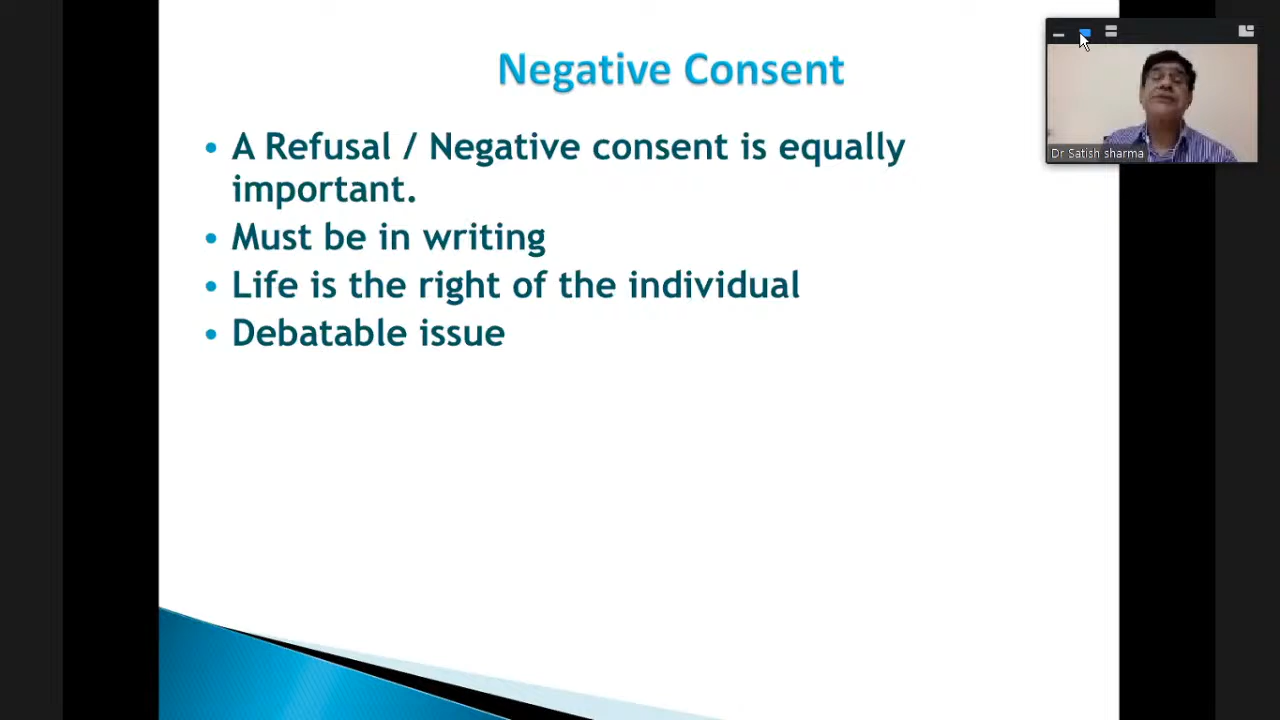 Negative Consent
• A Refusal / Negative consent is equally
important.
• Must be in writing
• Life is the right of the individual
• Debatable issue
Dr Satish sharma